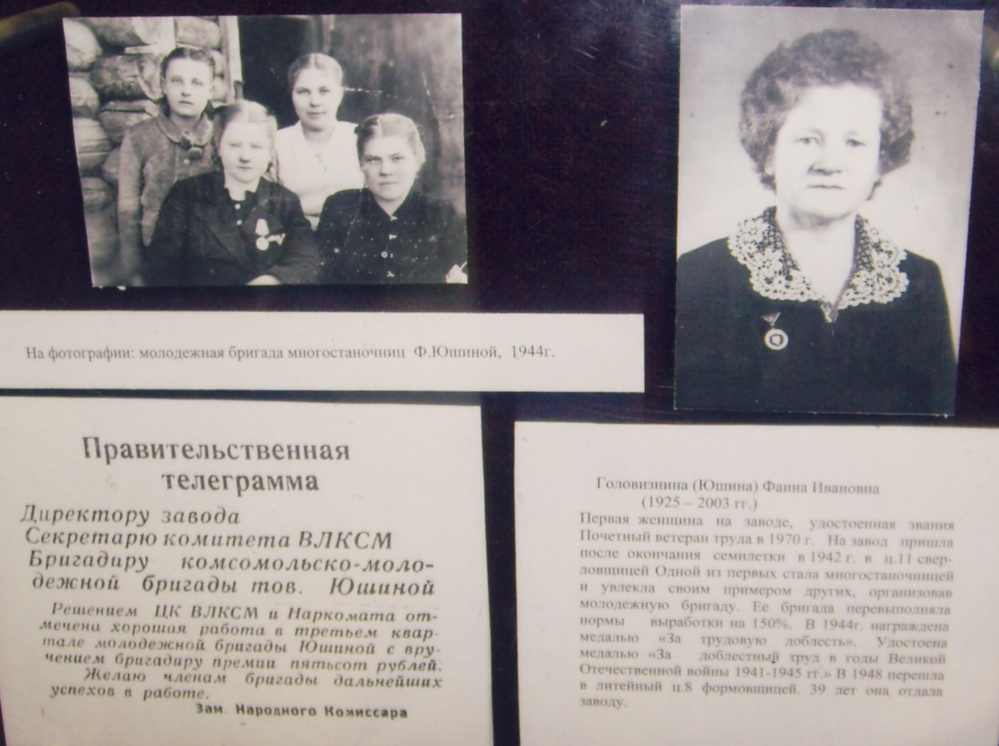 На фотографии: молодежная бригада многостаночниц Ф.Юшиной, 1944г.
Правительственная
телеграмма
Директору завода
Секретарю комитета ВЛКСМ
Бригадиру комсомольско-моло-
дежной бригады тов. Юшиной
Решением ЦК ВЛКСМ и Наркомата от-
мечена хорошая работа в третьем квар-
тале молодежной бригады Юшиной с вру-
чением бригадиру премии пятьсот рублей.
Желаю членам бригады дальнейших
успехов в работе.
Зам. Народного Комиссара
Головизнина (Юшина) Фаина Ивановна
(1925 – 2003 гг.)
Первая женщина на заводе, удостоенная звания
Почетный ветеран труда в 1970 г. На завод пришла
после окончания семилетки в 1942 г. в ц.11 свер-
ловщицей Одной из первых стала многостаночницей
и увлекла своим примером других, организовав
молодежную бригаду. Ее бригала перевыполняла
нормы выработки на 150%. В 1944г. награждена
медалью «За трудовую доблесть». Удостоена
медалью «За доблестный труд в годы Великой
Отечественной войны 1941-1945 гг.» В 1948 перешла
в литейный ц.8 формовщицей. 39 лет она отдала
заводу.